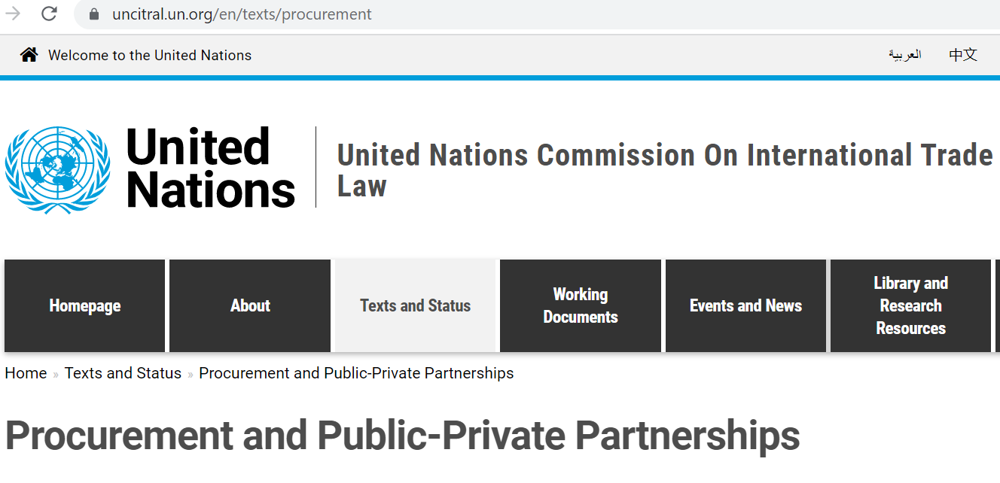 uncitral.un.org/en/texts/procurement
Welcome to the United Nations
العربية
中文
United
Nations
United Nations Commission On International Trade
Law
Homepage
About
Texts and Status
Working
Documents
Events and News
Library and
Research
Resources
Home » Texts and Status » Procurement and Public-Private Partnerships
Procurement and Public-Private Partnerships